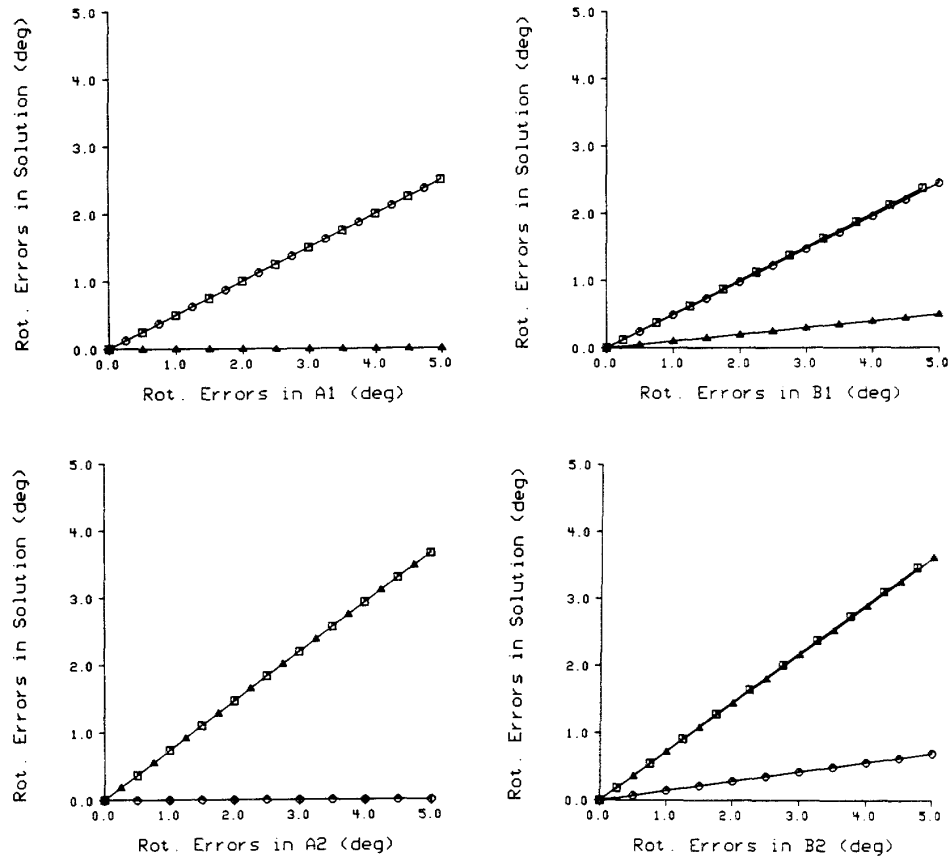 Rot. Errors in Solution (deg)
5.0
4.0
3.0
2.0
1.0
0.0
0.0 1.0 2.0 3.0 4.0 5.0
Rot. Errors in A1 (deg)
Rot. Errors in Solution (deg)
5.0
4.0
3.0
2.0
1.0
0.0
0.0 1.0 2.0 3.0 4.0 5.0
Rot. Errors in B1 (deg)
Rot. Errors in Solution (deg)
5.0
4.0
3.0
2.0
1.0
0.0
0.0 1.0 2.0 3.0 4.0 5.0
Rot. Errors in A2 (deg)
Rot. Errors in Solution (deg)
5.0
4.0
3.0
2.0
1.0
0.0
0.0 1.0 2.0 3.0 4.0 5.0
Rot. Errors in B2 (deg)